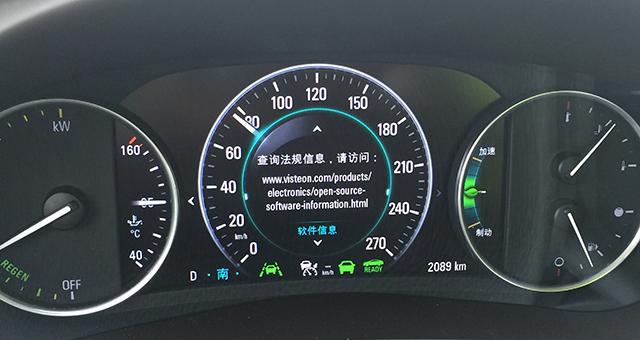 kW
160
95
°C
40
REGEN
OFF
0
20
40
60
80
100
120
150
180
210
240
270
km/h
查询法规信息，请访问：
www.visteon.com/products/
electronics/open-source-
software-information.html
软件信息
D · 南
km/h
READY
2089 km
加速
制动